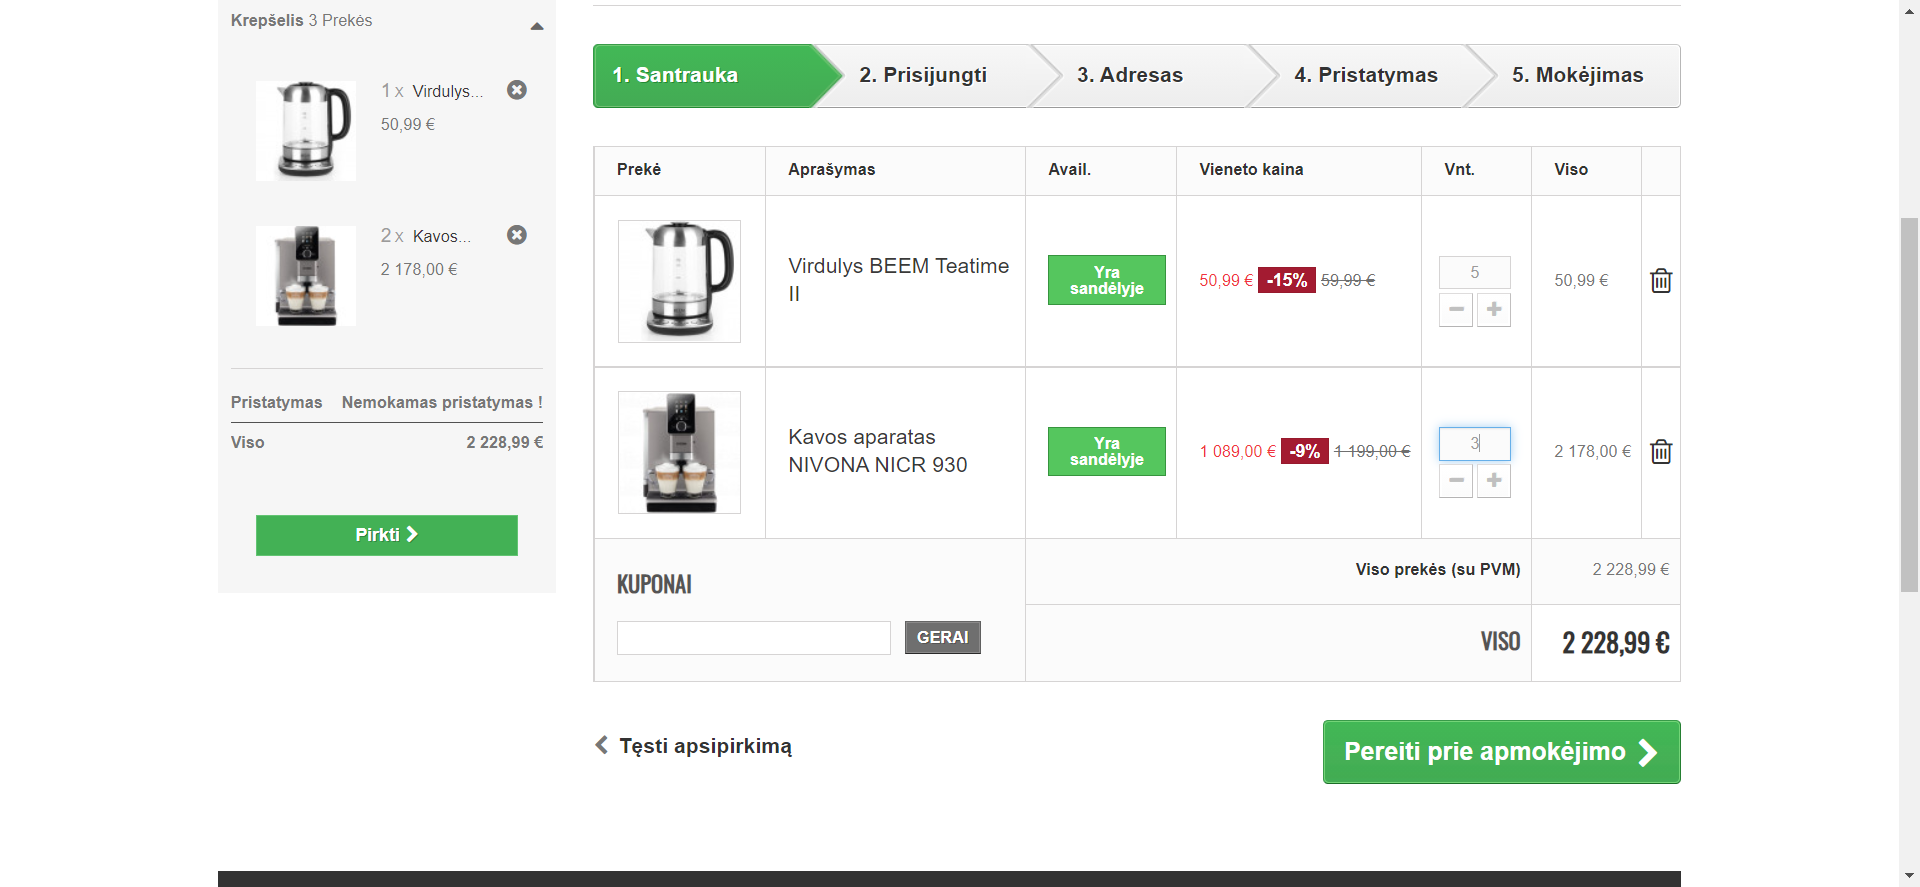 Krepšelis 3 Prekės
1 x Virdulys...
50,99 €
2 x Kavos...
2 178,00 €
Pristatymas Nemokamas pristatymas !
Viso 2 228,99 €
Pirkti
1. Santrauka
2. Prisijungti
3. Adresas
4. Pristatymas
5. Mokėjimas
Prekė Aprašymas Avail. Vieneto kaina Vnt. Viso
Virdulys BEEM Teatime
II
Yra
sandėlyje
50,99 € -15% 59,99 €
5
50,99 €
Kavos aparatas
NIVONA NICR 930
Yra
sandėlyje
1 089,00 € -9% 1 199,00 €
3
2 178,00 €
KUPONAI
GERAI
Viso prekės (su PVM) 2 228,99 €
VISO 2 228,99 €
Tęsti apsipirkimą
Pereiti prie apmokėjimo